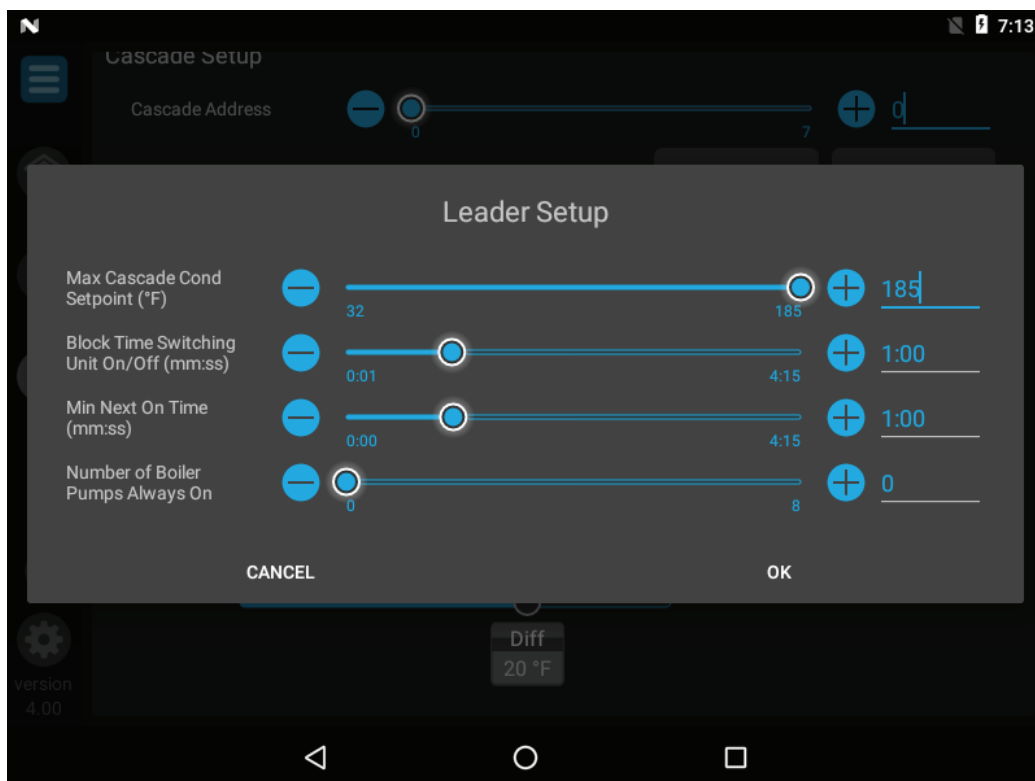 7:13
Cascade Setup
Cascade Address
0
7
0
Leader Setup
Max Cascade Cond
Setpoint (°F)
32
185
185
Block Time Switching
Unit On/Off (mm:ss)
0:01
4:15
1:00
Min Next On Time
(mm:ss)
0:00
4:15
1:00
Number of Boiler
Pumps Always On
0
8
0
CANCEL
OK
Diff
20 °F
version
4.00